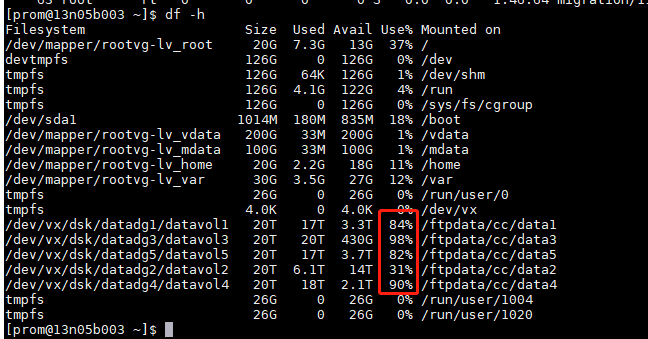 [prom@13n05b003 ~]$ df -h
Filesystem Size Used Avail Use% Mounted on
/dev/mapper/rootvg-lv_root 20G 7.3G 13G 37% /
devtmpfs 126G 0 126G 0% /dev
tmpfs 126G 64K 126G 1% /dev/shm
tmpfs 126G 4.1G 122G 4% /run
tmpfs 126G 0 126G 0% /sys/fs/cgroup
/dev/sda1 1014M 180M 835M 18% /boot
/dev/mapper/rootvg-lv_vdata 200G 33M 200G 1% /vdata
/dev/mapper/rootvg-lv_mdata 100G 33M 100G 1% /mdata
/dev/mapper/rootvg-lv_home 20G 2.2G 18G 11% /home
/dev/mapper/rootvg-lv_var 30G 3.5G 27G 12% /var
tmpfs 26G 0 26G 0% /run/user/0
tmpfs 4.0K 0 4.0K 0% /dev/vx
/dev/vx/dsk/datadg1/datavol1 20T 17T 3.3T 84% /ftpdata/cc/data1
/dev/vx/dsk/datadg3/datavol3 20T 20T 430G 98% /ftpdata/cc/data3
/dev/vx/dsk/datadg5/datavol5 20T 17T 3.7T 82% /ftpdata/cc/data5
/dev/vx/dsk/datadg2/datavol2 20T 6.1T 14T 31% /ftpdata/cc/data2
/dev/vx/dsk/datadg4/datavol4 20T 18T 2.1T 90% /ftpdata/cc/data4
tmpfs 26G 0 26G 0% /run/user/1004
tmpfs 26G 0 26G 0% /run/user/1020
[prom@13n05b003 ~]$